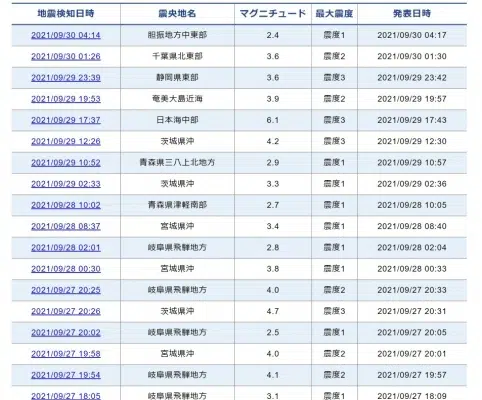 地震検知日時 震央地名 マグニチュード 最大震度 発表日時
2021/09/30 04:14 胆振地方中東部 2.4 震度1 2021/09/30 04:17
2021/09/30 01:26 千葉県北東部 3.6 震度2 2021/09/30 01:30
2021/09/29 23:39 静岡県東部 3.6 震度3 2021/09/29 23:42
2021/09/29 19:53 奄美大島近海 3.9 震度2 2021/09/29 19:57
2021/09/29 17:37 日本海中部 6.1 震度3 2021/09/29 17:43
2021/09/29 12:26 茨城県沖 4.2 震度3 2021/09/29 12:30
2021/09/29 10:52 青森県三八上北地方 2.9 震度1 2021/09/29 10:57
2021/09/29 02:33 茨城県沖 3.3 震度1 2021/09/29 02:36
2021/09/28 10:02 青森県津軽南部 2.7 震度1 2021/09/28 10:05
2021/09/28 08:37 宮城県沖 3.4 震度1 2021/09/28 08:40
2021/09/28 02:01 岐阜県飛騨地方 2.8 震度1 2021/09/28 02:04
2021/09/28 00:30 宮城県沖 3.8 震度1 2021/09/28 00:33
2021/09/27 20:25 岐阜県飛騨地方 4.0 震度2 2021/09/27 20:33
2021/09/27 20:26 茨城県沖 4.7 震度3 2021/09/27 20:31
2021/09/27 20:02 岐阜県飛騨地方 2.5 震度1 2021/09/27 20:05
2021/09/27 19:58 宮城県沖 4.0 震度2 2021/09/27 20:01
2021/09/27 19:54 岐阜県飛騨地方 4.1 震度2 2021/09/27 19:57
2021/09/27 18:05 岐阜県飛騨地方 3.1 震度1 2021/09/27 18:09